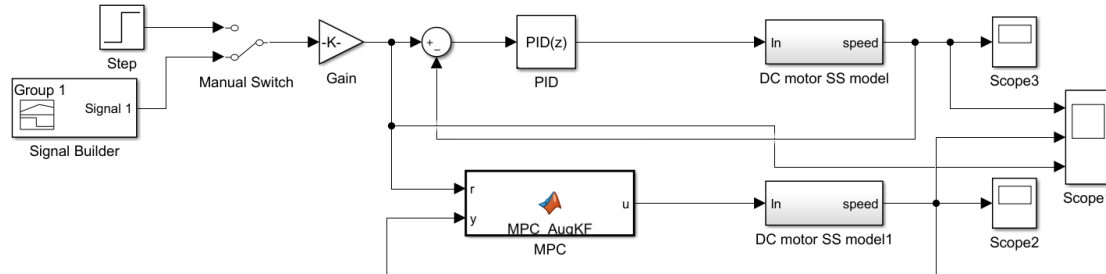 Step
Manual Switch
-K-
Gain
+
−
PID(z)
PID
In
speed
DC motor SS model
Scope3
Group 1
Signal 1
Signal Builder
r
y
u
MPC_AugKF
MPC
In
speed
DC motor SS model1
Scope2
Scope